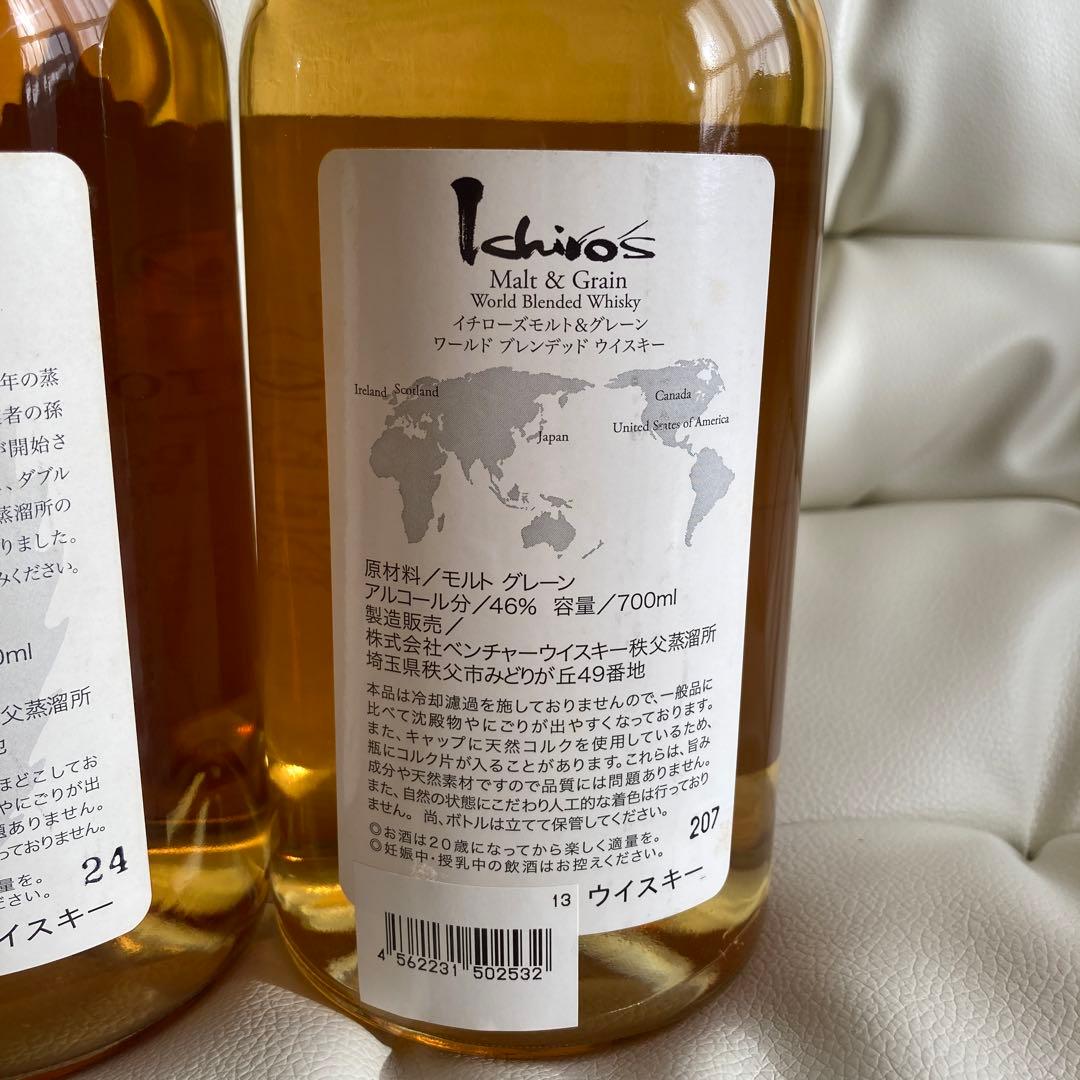 年の蒸
者の孫
が開始さ
、ダブル
蒸溜所の
りました。
みください。
0ml
父蒸溜所
ほどこしてお
やにごりが出
題ありません。
っておりません。
24
量を。
ださい。
イスキー
Ichiro's
Malt & Grain
World Blended Whisky
イチローズモルト&グレーン
ワールド ブレンデッド ウイスキー
Ireland Scotland
Canada
United States of America
Japan
原材料/モルト グレーン
アルコール分/46% 容量/700ml
製造販売/
株式会社ベンチャーウイスキー秩父蒸溜所
埼玉県秩父市みどりが丘49番地
本品は冷却濾過を施しておりませんので、一般品に
比べて沈殿物やにごりが出やすくなっております。
また、キャップに天然コルクを使用しているため、
瓶にコルク片が入ることがあります。これらは、旨み
成分や天然素材ですので品質には問題ありません。
また、自然の状態にこだわり人工的な着色は行っており
ません。 尚、ボトルは立てて保管してください。
◎お酒は20歳になってから楽しく適量を。
◎妊娠中・授乳中の飲酒はお控えください。
207
13
ウイスキー
4 562231 502532